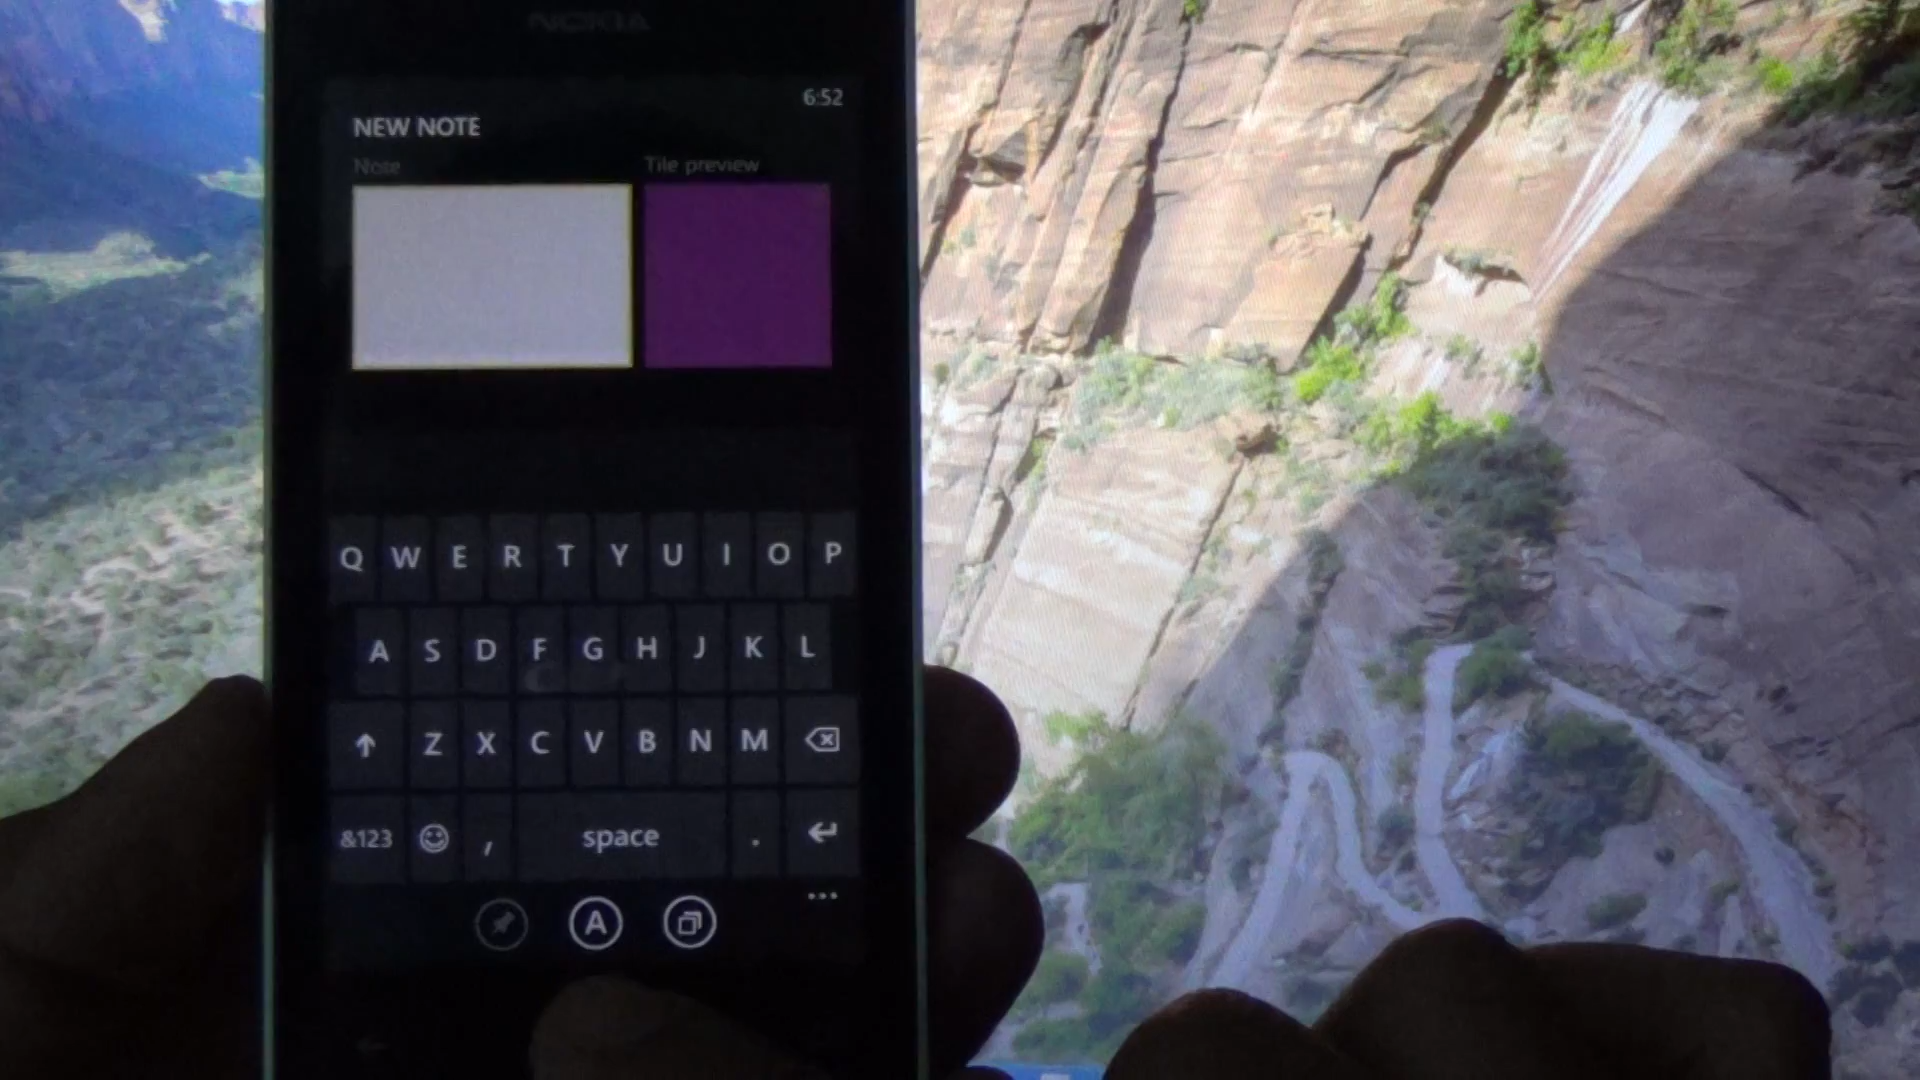 NOKIA
6:52
NEW NOTE
Note Tile preview
Q W E R T Y U I O P
A S D F G H J K L
Z X C V B N M
&123 , space .
A ...